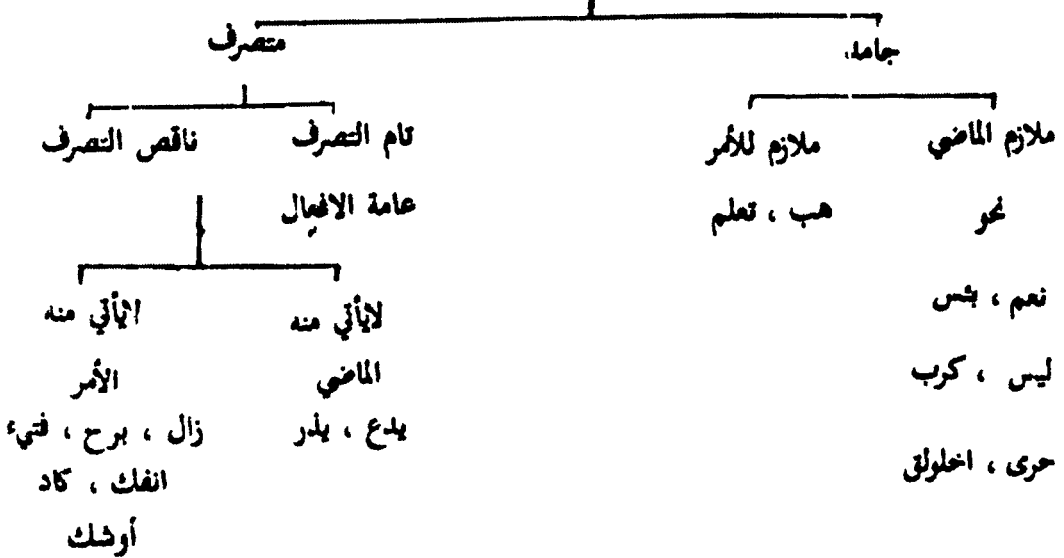 جامد
متصرف
ملازم الماضي
ملازم للأمر
تام التصرف
ناقص التصرف
نحو
هب ، تعلم
عامة الافعال
نعم ، بئس
لايأتي منه
لايأتي منه
ليس ، كرب
الماضي
الأمر
يدع ، يذر
زال ، برح ، فتيء
حرى ، اخلولق
انفك ، كاد
أوشك